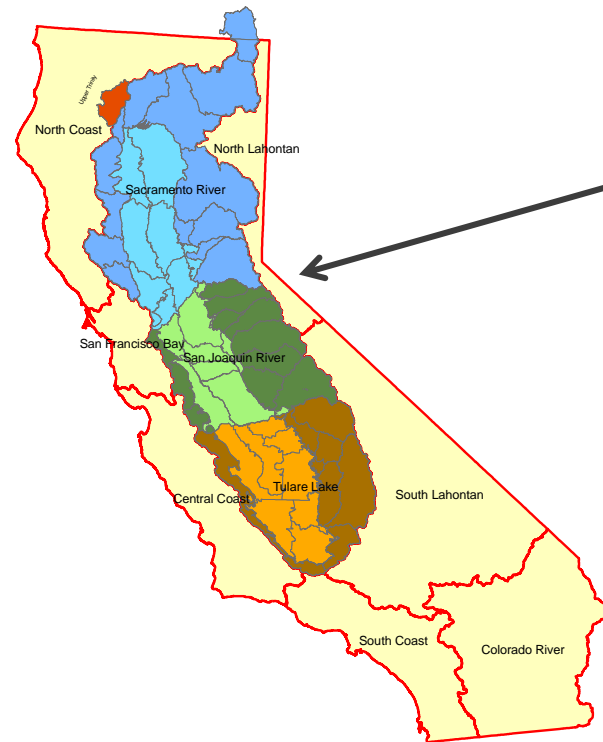 Upper Trinity
North Coast
North Lahontan
Sacramento River
San Francisco Bay
San Joaquin River
Tulare Lake
Central Coast
South Lahontan
South Coast
Colorado River